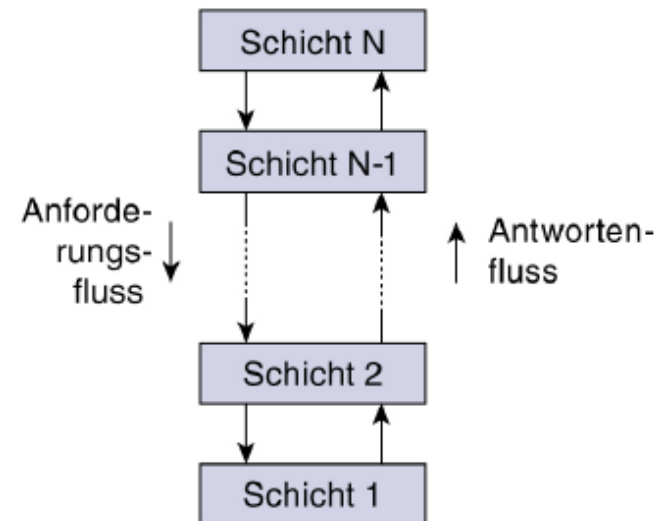 Schicht N
Schicht N-1
Anforde-
rungs-
fluss
Antworten-
fluss
Schicht 2
Schicht 1